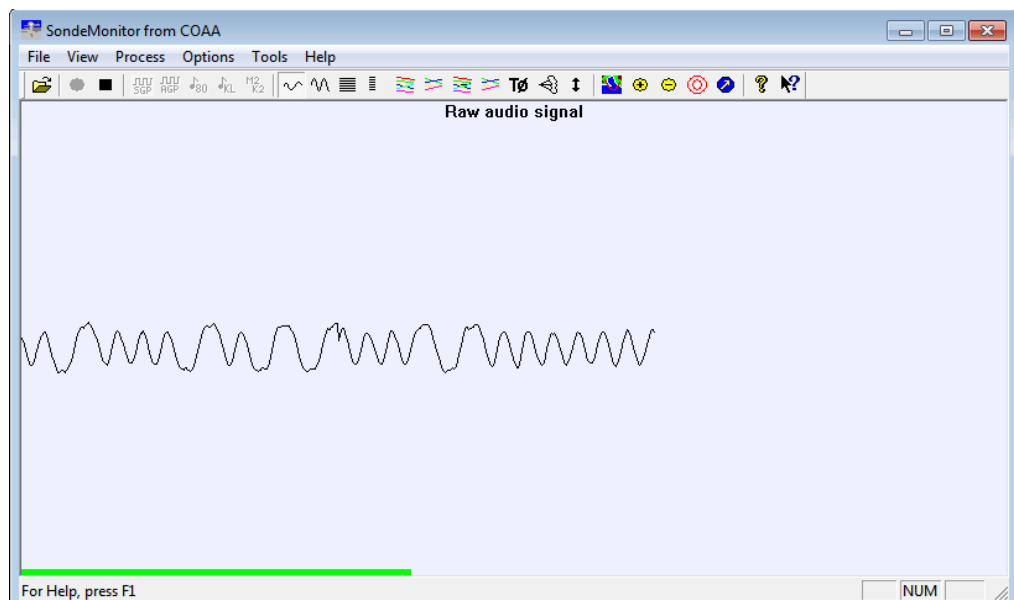 SondeMonitor from COAA
File View Process Options Tools Help
SGP AGP 80 KL M2 K2 TØ
Raw audio signal
For Help, press F1 NUM